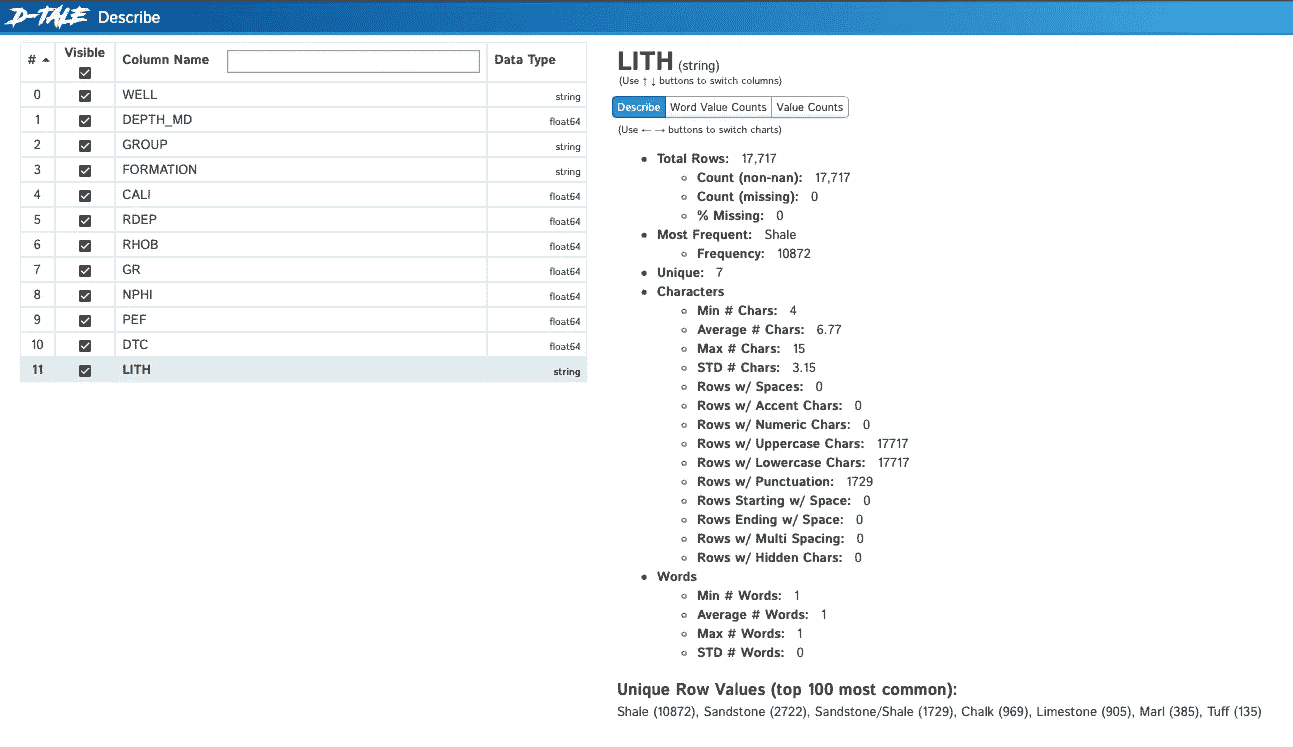 D-TALE Describe
# Visible Column Name Data Type
0 WELL string
1 DEPTH_MD float64
2 GROUP string
3 FORMATION string
4 CALI float64
5 RDEP float64
6 RHOB float64
7 GR float64
8 NPHI float64
9 PEF float64
10 DTC float64
11 LITH string
LITH (string)
(Use ↑ ↓ buttons to switch columns)
Describe Word Value Counts Value Counts
(Use ← → buttons to switch charts)
Total Rows: 17,717
Count (non-nan): 17,717
Count (missing): 0
% Missing: 0
Most Frequent: Shale
Frequency: 10872
Unique: 7
Characters
Min # Chars: 4
Average # Chars: 6.77
Max # Chars: 15
STD # Chars: 3.15
Rows w/ Spaces: 0
Rows w/ Accent Chars: 0
Rows w/ Numeric Chars: 0
Rows w/ Uppercase Chars: 17717
Rows w/ Lowercase Chars: 17717
Rows w/ Punctuation: 1729
Rows Starting w/ Space: 0
Rows Ending w/ Space: 0
Rows w/ Multi Spacing: 0
Rows w/ Hidden Chars: 0
Words
Min # Words: 1
Average # Words: 1
Max # Words: 1
STD # Words: 0
Unique Row Values (top 100 most common):
Shale (10872), Sandstone (2722), Sandstone/Shale (1729), Chalk (969), Limestone (905), Marl (385), Tuff (135)